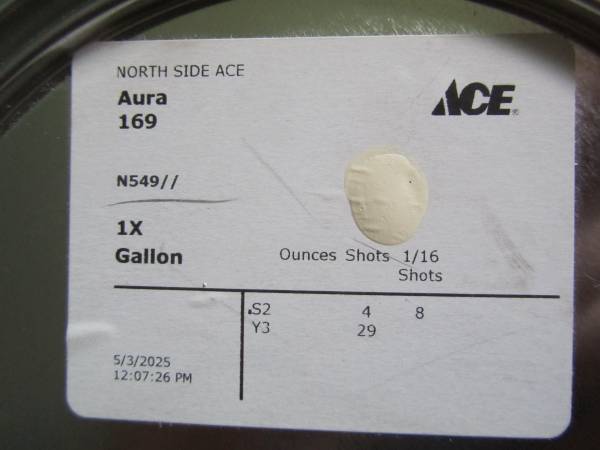 NORTH SIDE ACE
Aura
169
ACE®
N549//
1X
Gallon
Ounces Shots 1/16
Shots
S2 4 8
Y3 29
5/3/2025
12:07:26 PM